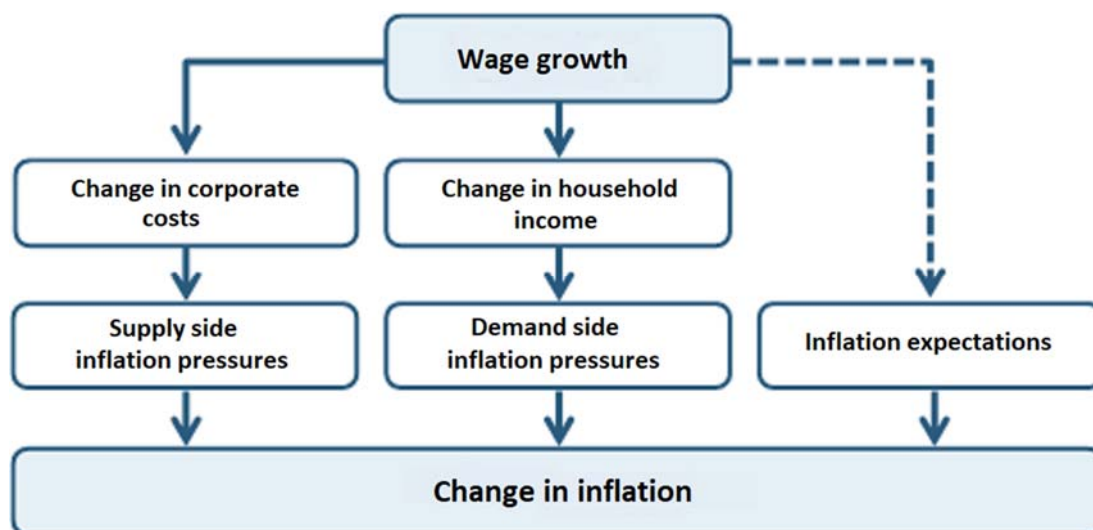 Wage growth
Change in corporate
costs
Change in household
income
Supply side
inflation pressures
Demand side
inflation pressures
Inflation expectations
Change in inflation